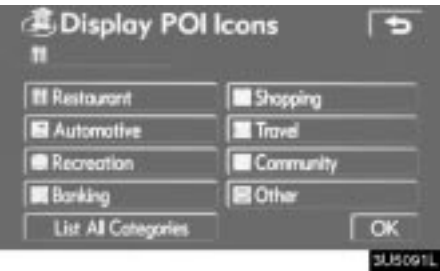 Display POI Icons
Restaurant
Shopping
Automotive
Travel
Recreation
Community
Banking
Other
List All Categories
OK
3U5091L